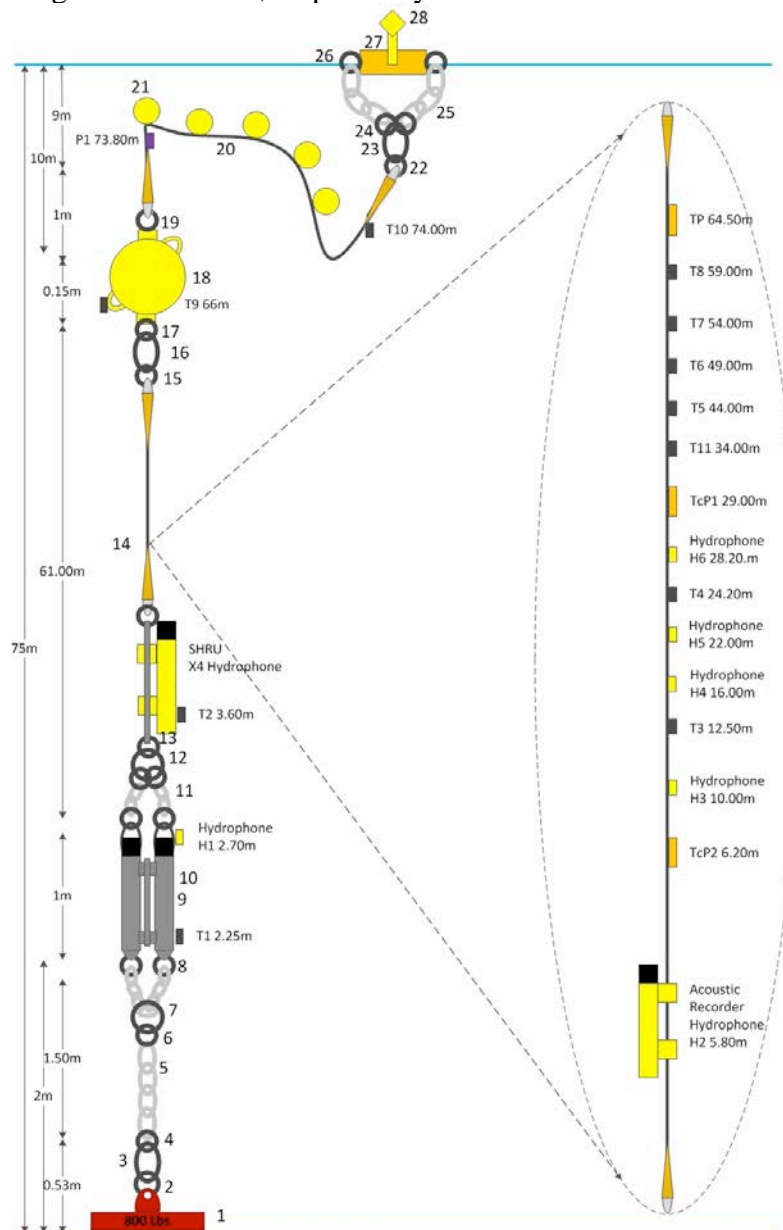 28
27
26
21
9m
25
P1 73.80m
24
20
23
10m
22
TP 64.50m
1m
19
T10 74.00m
T8 59.00m
18
0.15m
T9 66m
T7 54.00m
17
16
T6 49.00m
15
T5 44.00m
T11 34.00m
TcP1 29.00m
14
Hydrophone
H6 28.20.m
61.00m
T4 24.20m
75m
SHRU
X4 Hydrophone
Hydrophone
H5 22.00m
Hydrophone
H4 16.00m
T2 3.60m
T3 12.50m
13
12
11
Hydrophone
H3 10.00m
Hydrophone
H1 2.70m
TcP2 6.20m
10
1m
9
T1 2.25m
8
Acoustic
Recorder
Hydrophone
H2 5.80m
7
6
1.50m
5
2m
4
3
0.53m
2
1
800 Lbs